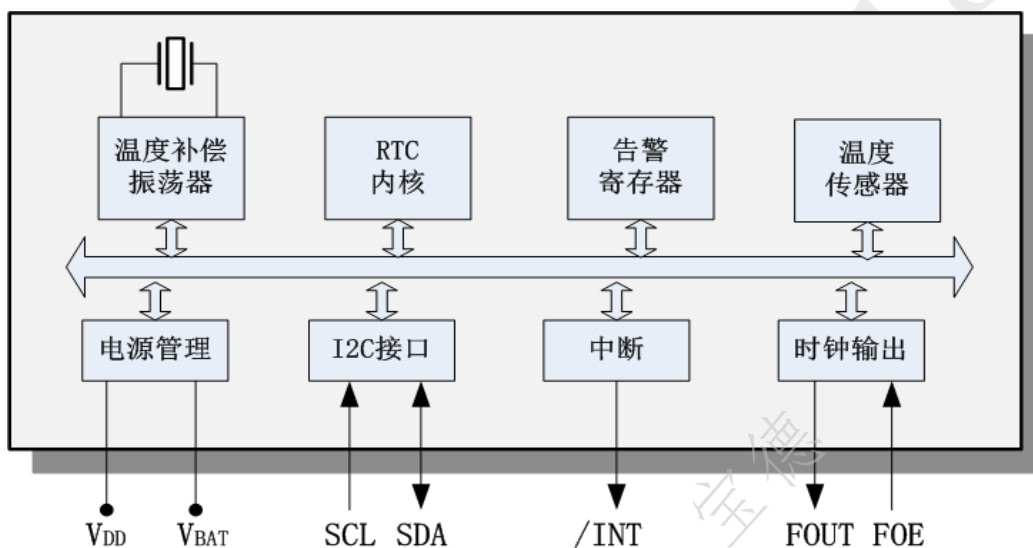 温度补偿
振荡器
RTC
内核
告警
寄存器
温度
传感器
电源管理
I2C接口
中断
时钟输出
VDD VBAT SCL SDA /INT FOUT FOE
宝德